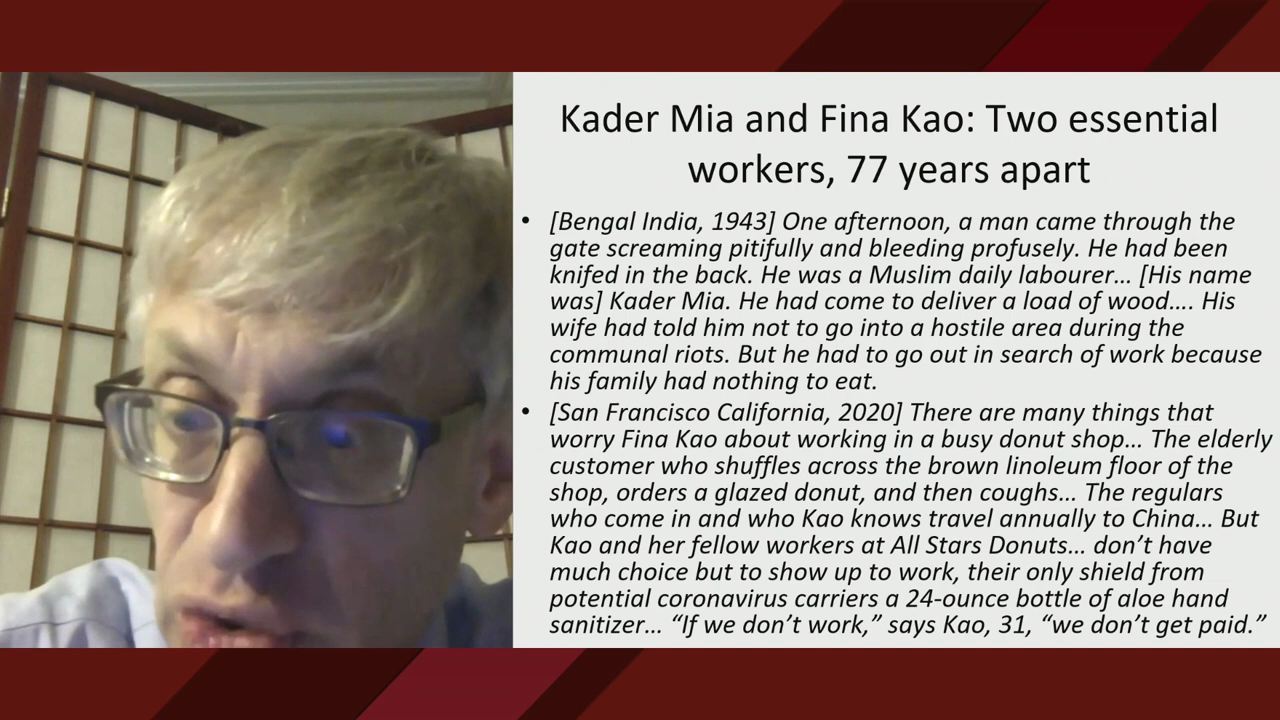 Kader Mia and Fina Kao: Two essential
workers, 77 years apart
• [Bengal India, 1943] One afternoon, a man came through the
gate screaming pitifully and bleeding profusely. He had been
knifed in the back. He was a Muslim daily labourer… [His name
was] Kader Mia. He had come to deliver a load of wood…. His
wife had told him not to go into a hostile area during the
communal riots. But he had to go out in search of work because
his family had nothing to eat.
• [San Francisco California, 2020] There are many things that
worry Fina Kao about working in a busy donut shop… The elderly
customer who shuffles across the brown linoleum floor of the
shop, orders a glazed donut, and then coughs… The regulars
who come in and who Kao knows travel annually to China… But
Kao and her fellow workers at All Stars Donuts… don’t have
much choice but to show up to work, their only shield from
potential coronavirus carriers a 24-ounce bottle of aloe hand
sanitizer… “If we don’t work,” says Kao, 31, “we don’t get paid.”